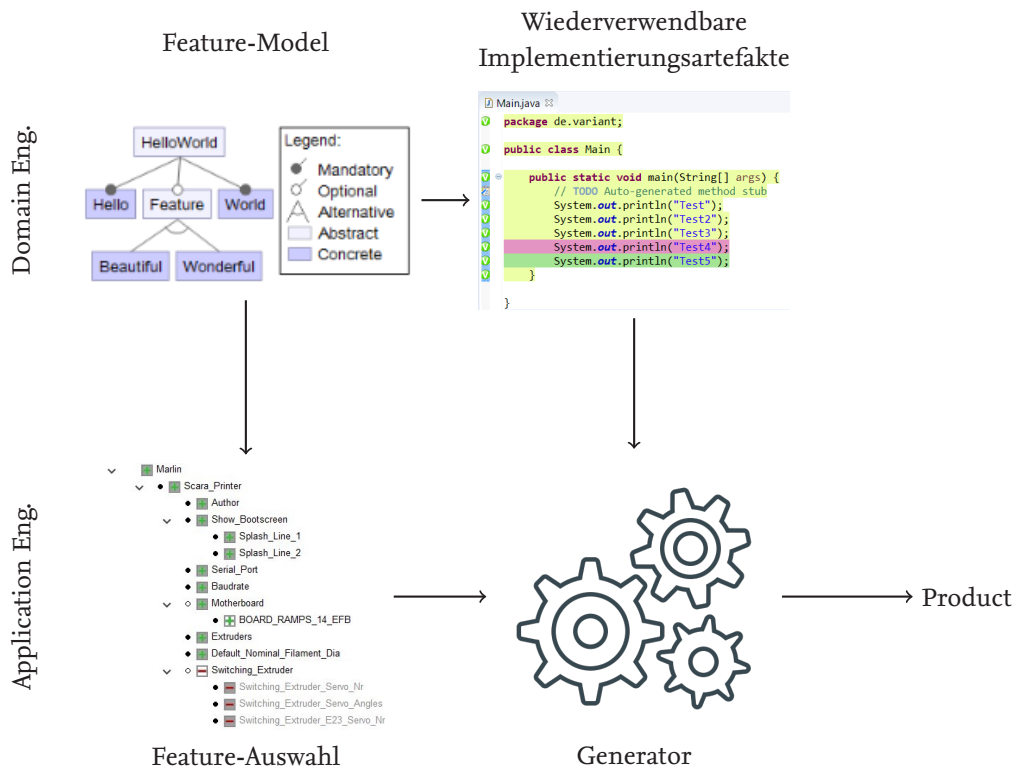 Feature-Model
Wiederverwendbare
Implementierungsartefakte
Domain Eng.
HelloWorld
Hello
Feature
World
Beautiful
Wonderful
Legend:
Mandatory
Optional
Alternative
Abstract
Concrete
Main.java
package de.variant;
public class Main {
public static void main(String[] args) {
// TODO Auto-generated method stub
System.out.println("Test");
System.out.println("Test2");
System.out.println("Test3");
System.out.println("Test4");
System.out.println("Test5");
}
}
Application Eng.
Marlin
Scara_Printer
Author
Show_Bootscreen
Splash_Line_1
Splash_Line_2
Serial_Port
Baudrate
Motherboard
BOARD_RAMPS_14_EFB
Extruders
Default_Nominal_Filament_Dia
Switching_Extruder
Switching_Extruder_Servo_Nr
Switching_Extruder_Servo_Angles
Switching_Extruder_E23_Servo_Nr
Feature-Auswahl
Generator
Product